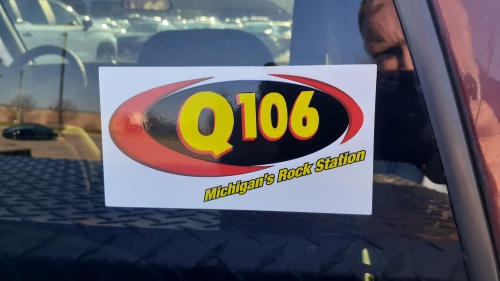 Q106
Michigan's Rock Station